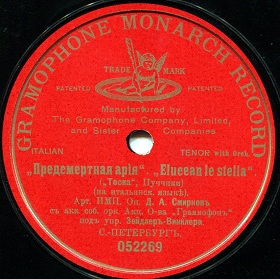 GRAMOPHONE MONARCH RECORD
TRADE MARK
PATENTED PATENTED
Manufactured by
The Gramophone Company, Limited,
and Sister Companies
ITALIAN TENOR with Orch.
„Предсмертная арія“. „Elucean le stella“.
(„Тоска“, Пуччини)
(на итальянск. языкѣ).
Арт. ИМП. Оп. Д. А. Смирновъ
съ акк. соб. орк. Акц. О-ва „Граммофонъ“
подъ упр. Зейдлеръ-Винклера.
С.-ПЕТЕРБУРГЪ.
052269